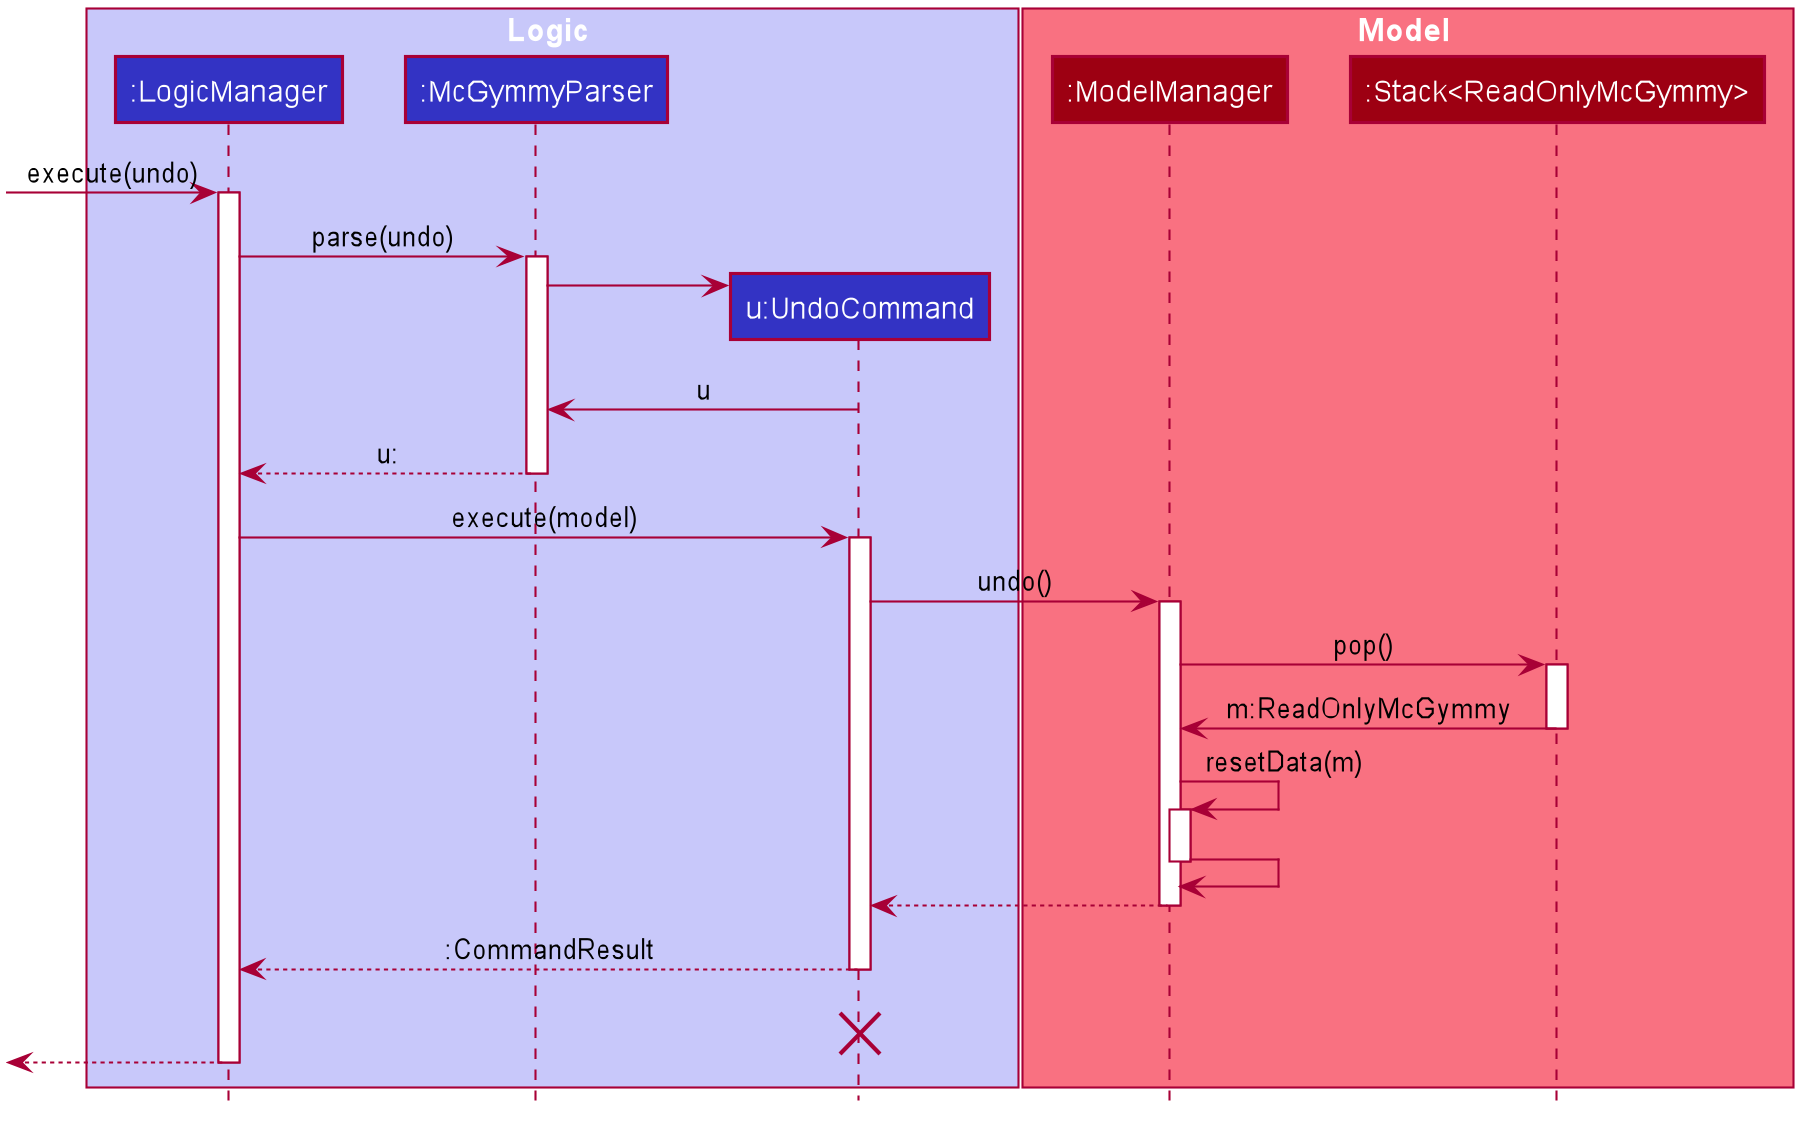 Logic
Model
:LogicManager
:McGymmyParser
:ModelManager
:Stack<ReadOnlyMcGymmy>
execute(undo)
parse(undo)
u:UndoCommand
u
u:
execute(model)
undo()
pop()
m:ReadOnlyMcGymmy
resetData(m)
:CommandResult